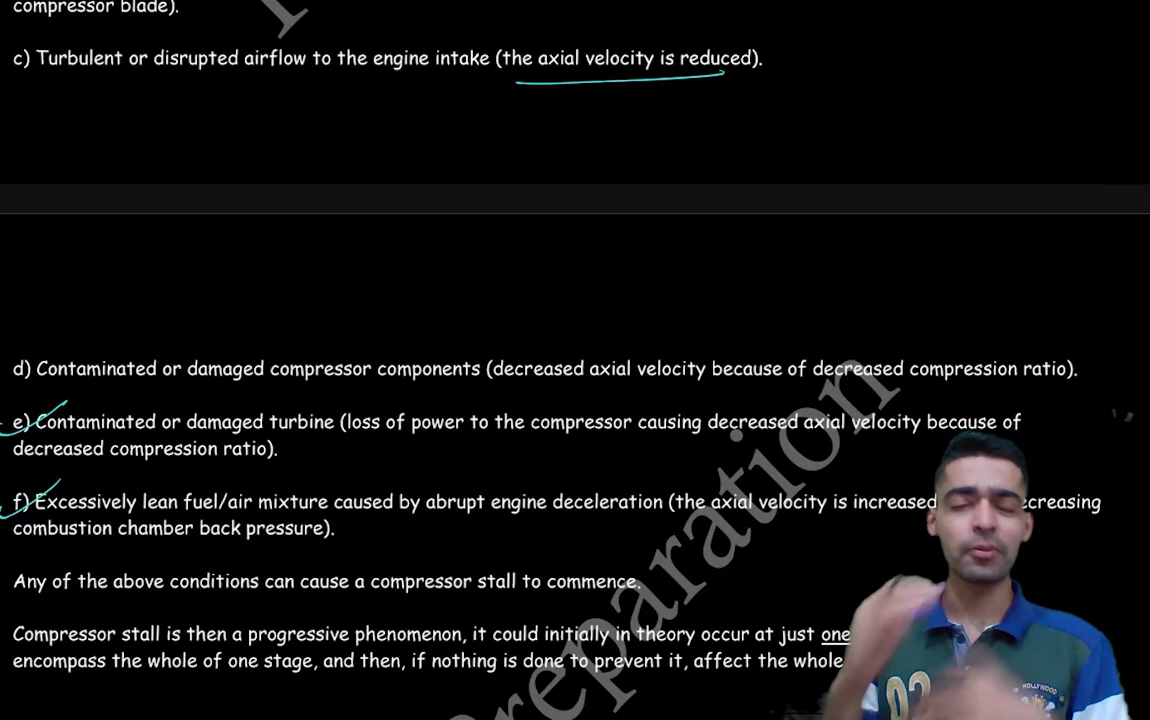 compressor blade).
c) Turbulent or disrupted airflow to the engine intake (the axial velocity is reduced).
d) Contaminated or damaged compressor components (decreased axial velocity because of decreased compression ratio).
e) Contaminated or damaged turbine (loss of power to the compressor causing decreased axial velocity because of
decreased compression ratio).
f) Excessively lean fuel/air mixture caused by abrupt engine deceleration (the axial velocity is increased
combustion chamber back pressure).
Any of the above conditions can cause a compressor stall to commence.
Compressor stall is then a progressive phenomenon, it could initially in theory occur at just one
encompass the whole of one stage, and then, if nothing is done to prevent it, affect the whole
HOLLYWOOD